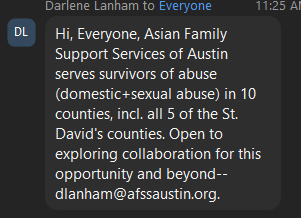 Darlene Lanham to Everyone 11:25 A
DL
Hi, Everyone, Asian Family
Support Services of Austin
serves survivors of abuse
(domestic+sexual abuse) in 10
counties, incl. all 5 of the St.
David's counties. Open to
exploring collaboration for this
opportunity and beyond--
dlanham@afssaustin.org.